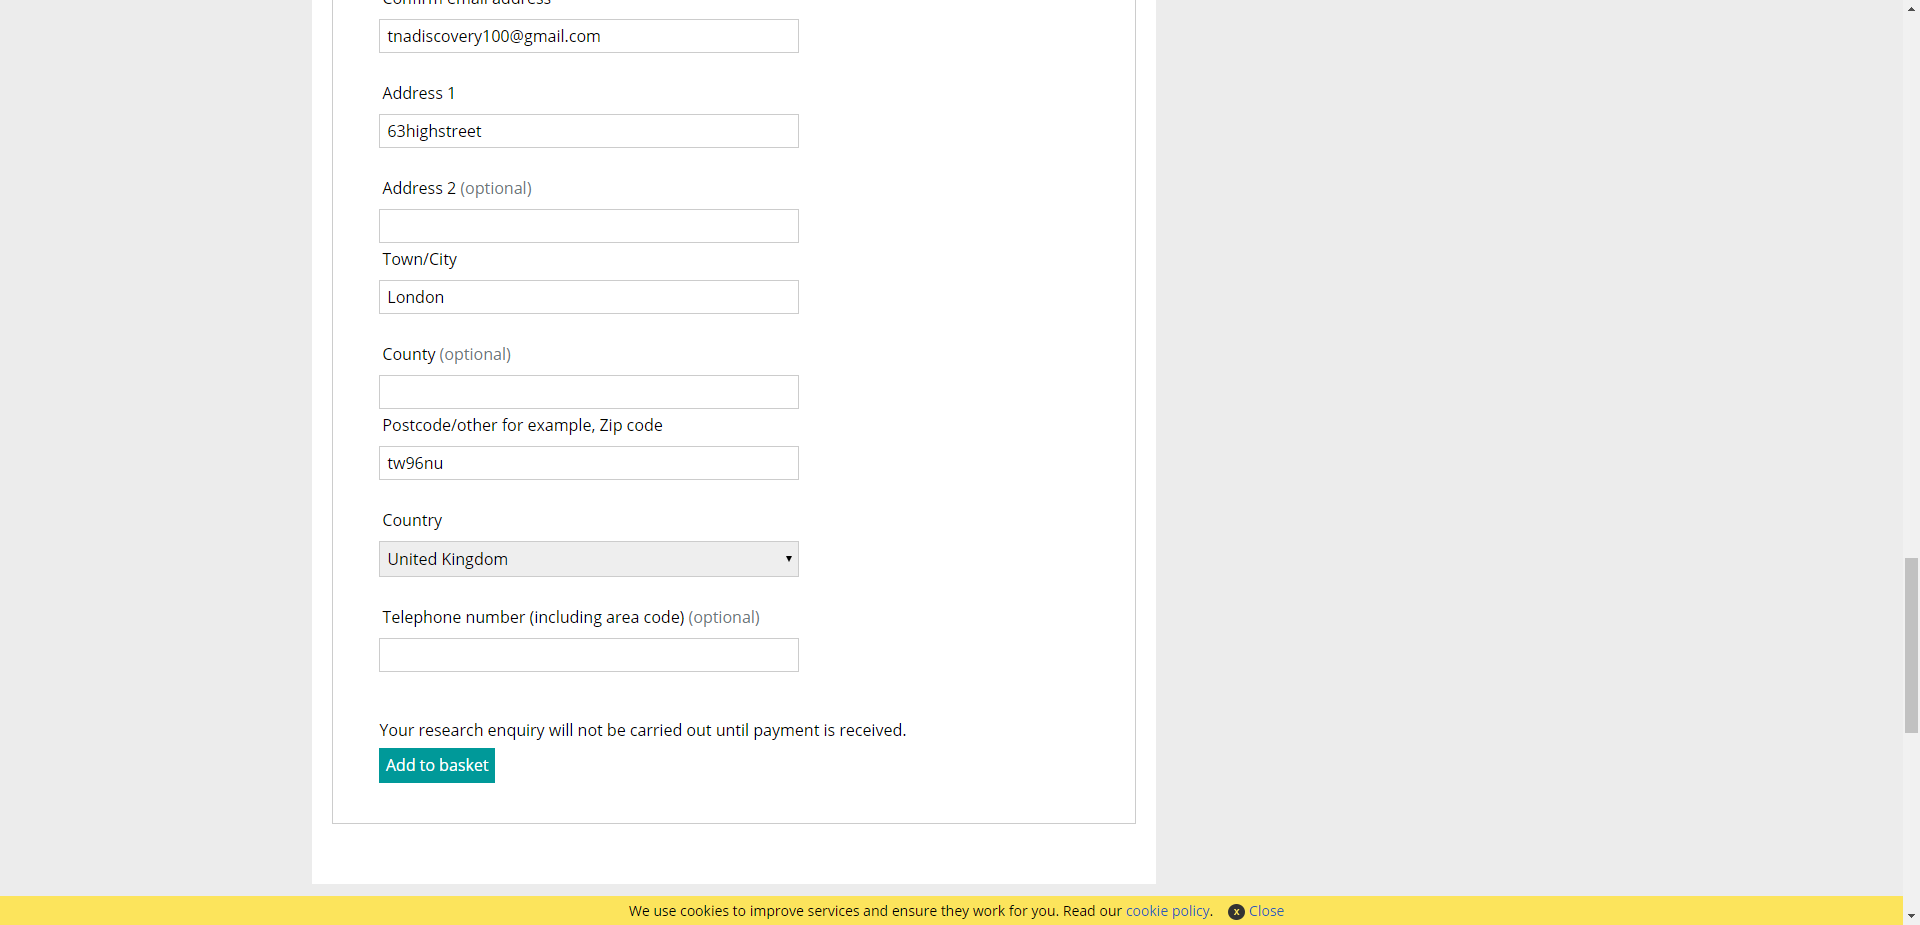 Confirm email address
tnadiscovery100@gmail.com
Address 1
63highstreet
Address 2 (optional)
Town/City
London
County (optional)
Postcode/other for example, Zip code
tw96nu
Country
United Kingdom
Telephone number (including area code) (optional)
Your research enquiry will not be carried out until payment is received.
Add to basket
We use cookies to improve services and ensure they work for you. Read our cookie policy. x Close